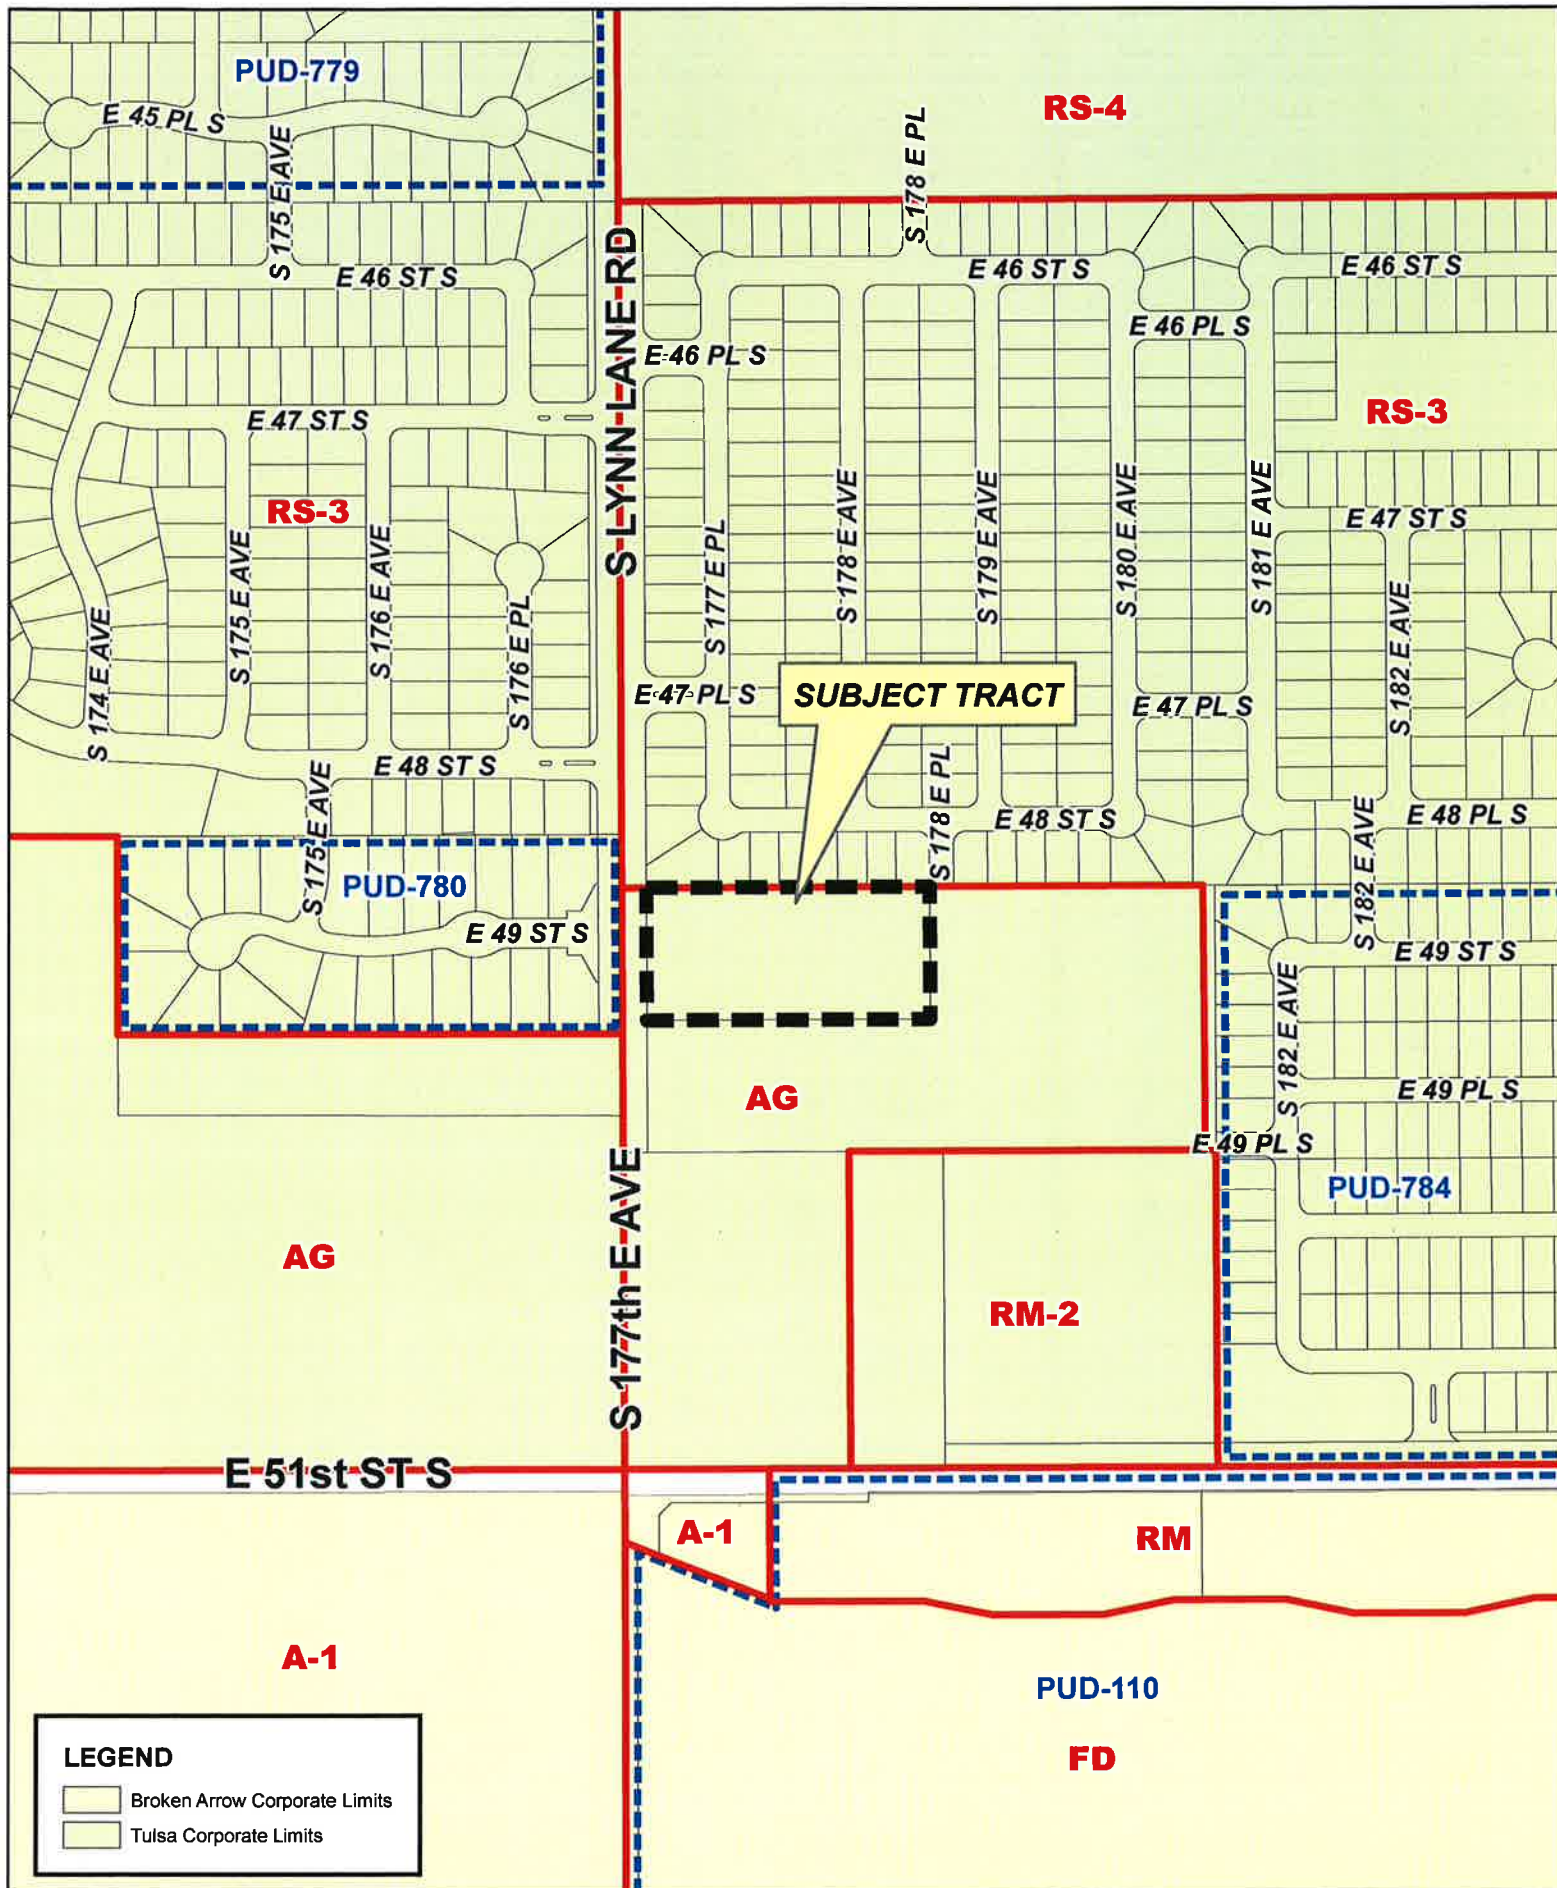 PUD-779
RS-4
E 45 PL S
S 175 E AVE
S 178 E PL
E 46 ST S
E 46 ST S
E 46 ST S
S LYNN LANE RD
E 46 PL S
E 46 PL S
E 47 ST S
RS-3
RS-3
E 47 ST S
S 174 E AVE
S 175 E AVE
S 176 E AVE
S 176 E PL
S 177 E PL
S 178 E AVE
S 179 E AVE
S 180 E AVE
S 181 E AVE
S 182 E AVE
E 47 PL S
SUBJECT TRACT
E 47 PL S
E 48 ST S
S 175 E AVE
S 178 E PL
E 48 ST S
E 48 PL S
S 182 E AVE
PUD-780
E 49 ST S
E 49 ST S
S 182 E AVE
AG
E 49 PL S
E 49 PL S
PUD-784
S 177th E AVE
AG
RM-2
E 51st ST S
A-1
RM
A-1
PUD-110
FD
LEGEND
Broken Arrow Corporate Limits
Tulsa Corporate Limits